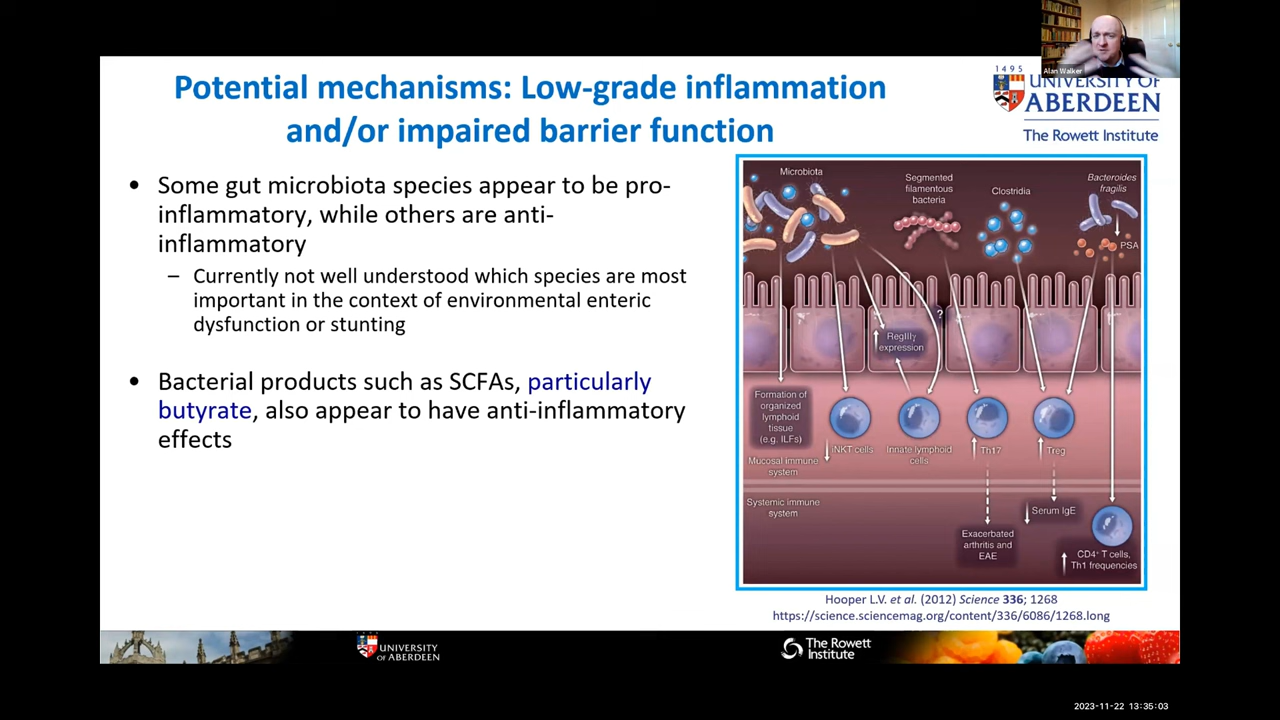 Alan Walker
Potential mechanisms: Low-grade inflammation
and/or impaired barrier function
1495
UNIVERSITY OF
ABERDEEN
The Rowett Institute
• Some gut microbiota species appear to be pro-
inflammatory, while others are anti-
inflammatory
– Currently not well understood which species are most
important in the context of environmental enteric
dysfunction or stunting
• Bacterial products such as SCFAs, particularly
butyrate, also appear to have anti-inflammatory
effects
Microbiota
Segmented
filamentous
bacteria
Clostridia
Bacteroides
fragilis
PSA
?
RegIIIγ
expression
Formation of
organized
lymphoid
tissue
(e.g. ILFs)
iNKT cells
Innate lymphoid
cells
Th17
Treg
Mucosal immune
system
Systemic immune
system
Serum IgE
Exacerbated
arthritis and
EAE
CD4⁺ T cells,
Th1 frequencies
Hooper L.V. et al. (2012) Science 336; 1268
https://science.sciencemag.org/content/336/6086/1268.long
UNIVERSITY
OF ABERDEEN
The Rowett
Institute
2023-11-22 13:35:03